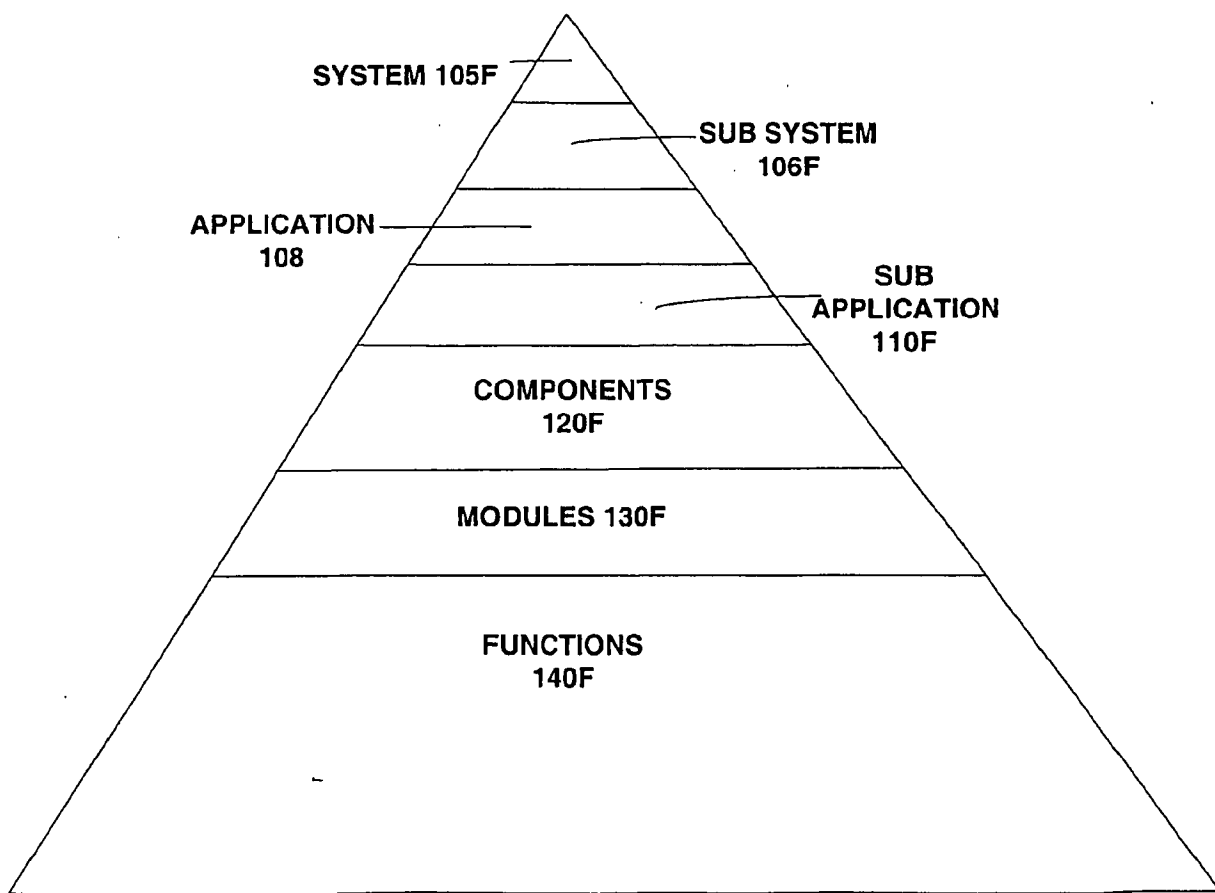 SYSTEM 105F
SUB SYSTEM
106F
APPLICATION
108
SUB
APPLICATION
110F
COMPONENTS
120F
MODULES 130F
FUNCTIONS
140F